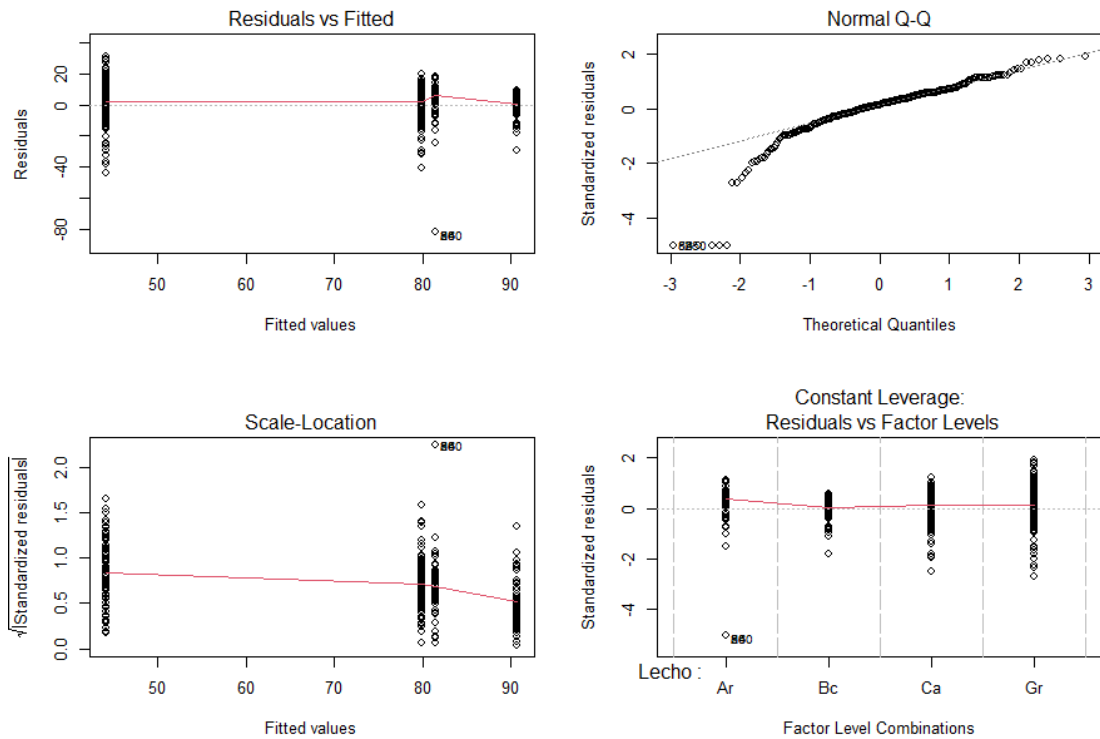 Residuals vs Fitted
Residuals
20
0
-40
-80
50 60 70 80 90
Fitted values
Normal Q-Q
Standardized residuals
2
0
-2
-4
-3 -2 -1 0 1 2 3
Theoretical Quantiles
Scale-Location
√|Standardized residuals|
2.0
1.5
1.0
0.5
0.0
50 60 70 80 90
Fitted values
Constant Leverage:
Residuals vs Factor Levels
Standardized residuals
2
0
-2
-4
Lecho :
Ar Bc Ca Gr
Factor Level Combinations